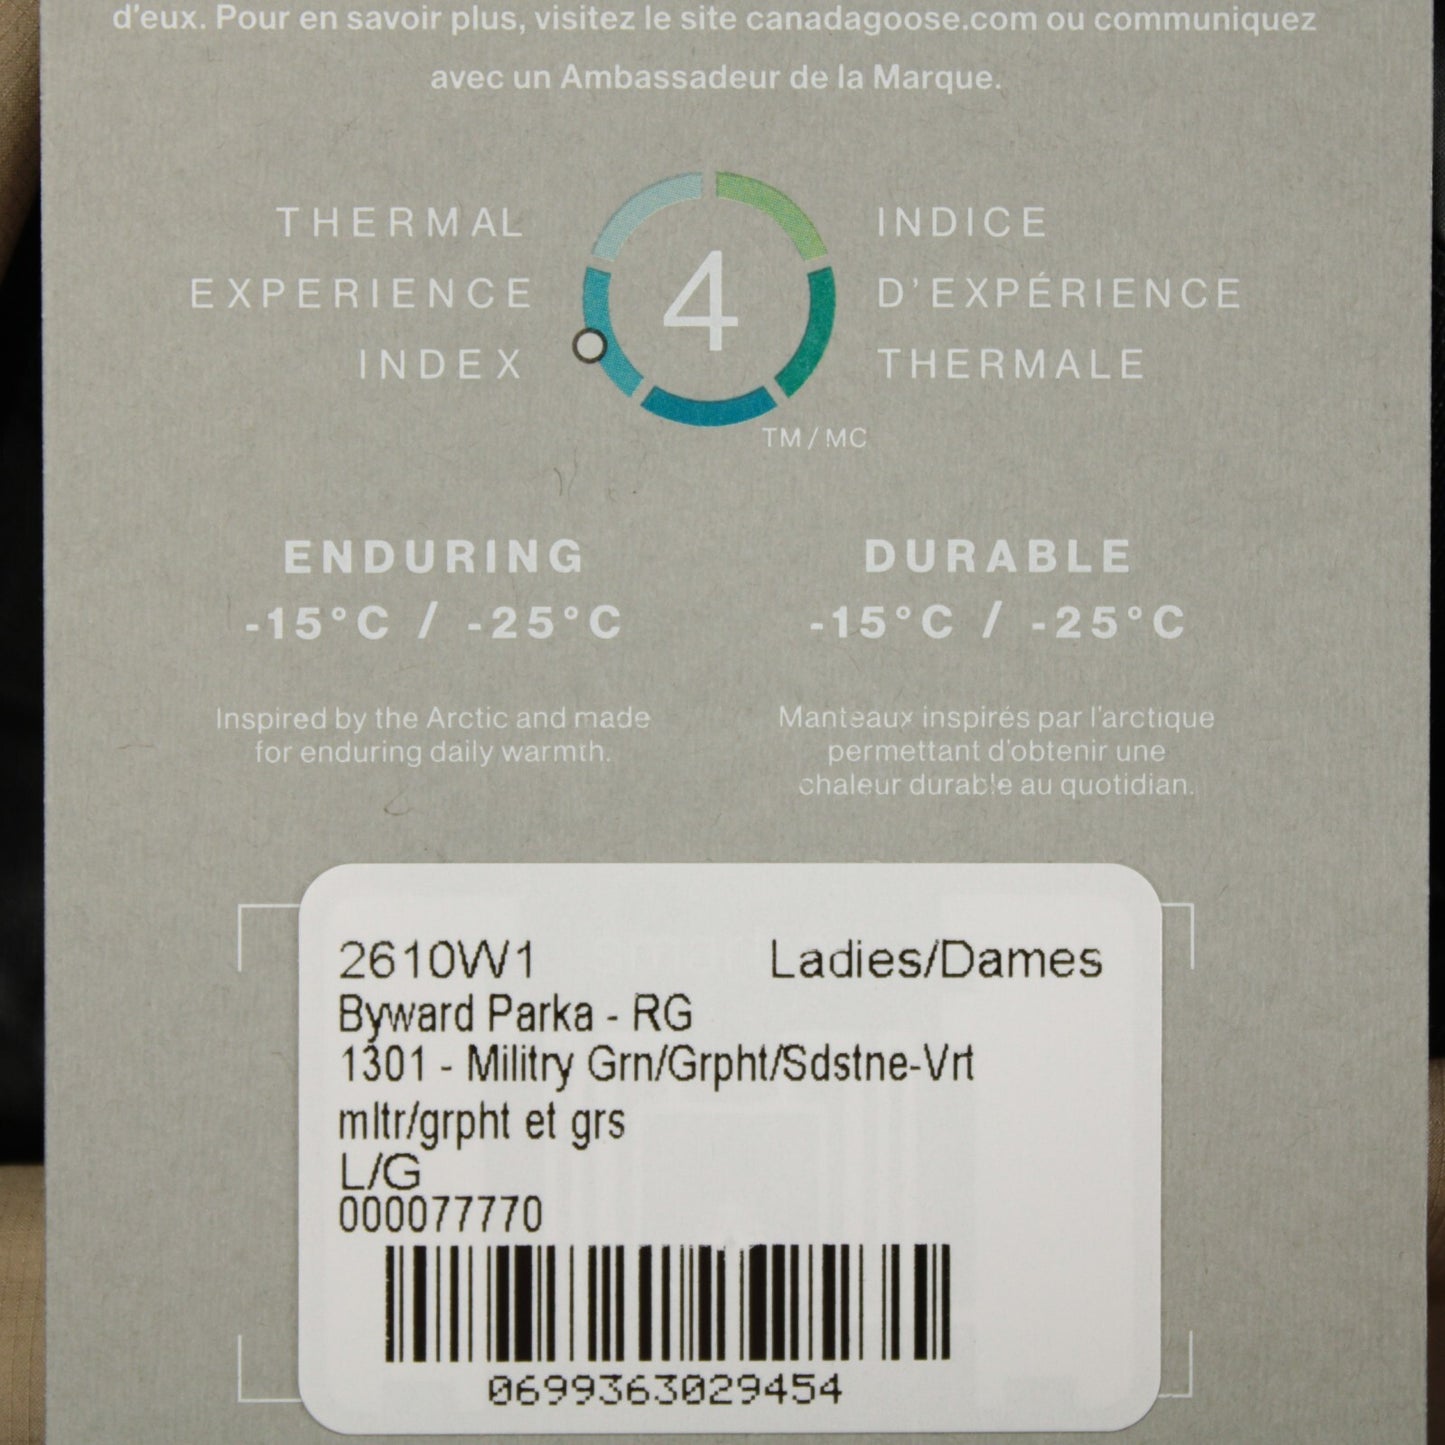 d'eux. Pour en savoir plus, visitez le site canadagoose.com ou communiquez
avec un Ambassadeur de la Marque.
THERMAL
EXPERIENCE
INDEX
4
TM/MC
INDICE
D'EXPÉRIENCE
THERMALE
ENDURING
-15°C / -25°C
Inspired by the Arctic and made
for enduring daily warmth.
DURABLE
-15°C / -25°C
Manteaux inspirés par l'arctique
permettant d'obtenir une
chaleur durable au quotidian.
2610W1 Ladies/Dames
Byward Parka - RG
1301 - Militry Grn/Grpht/Sdstne-Vrt
mltr/grpht et grs
L/G
000077770
0699363029454